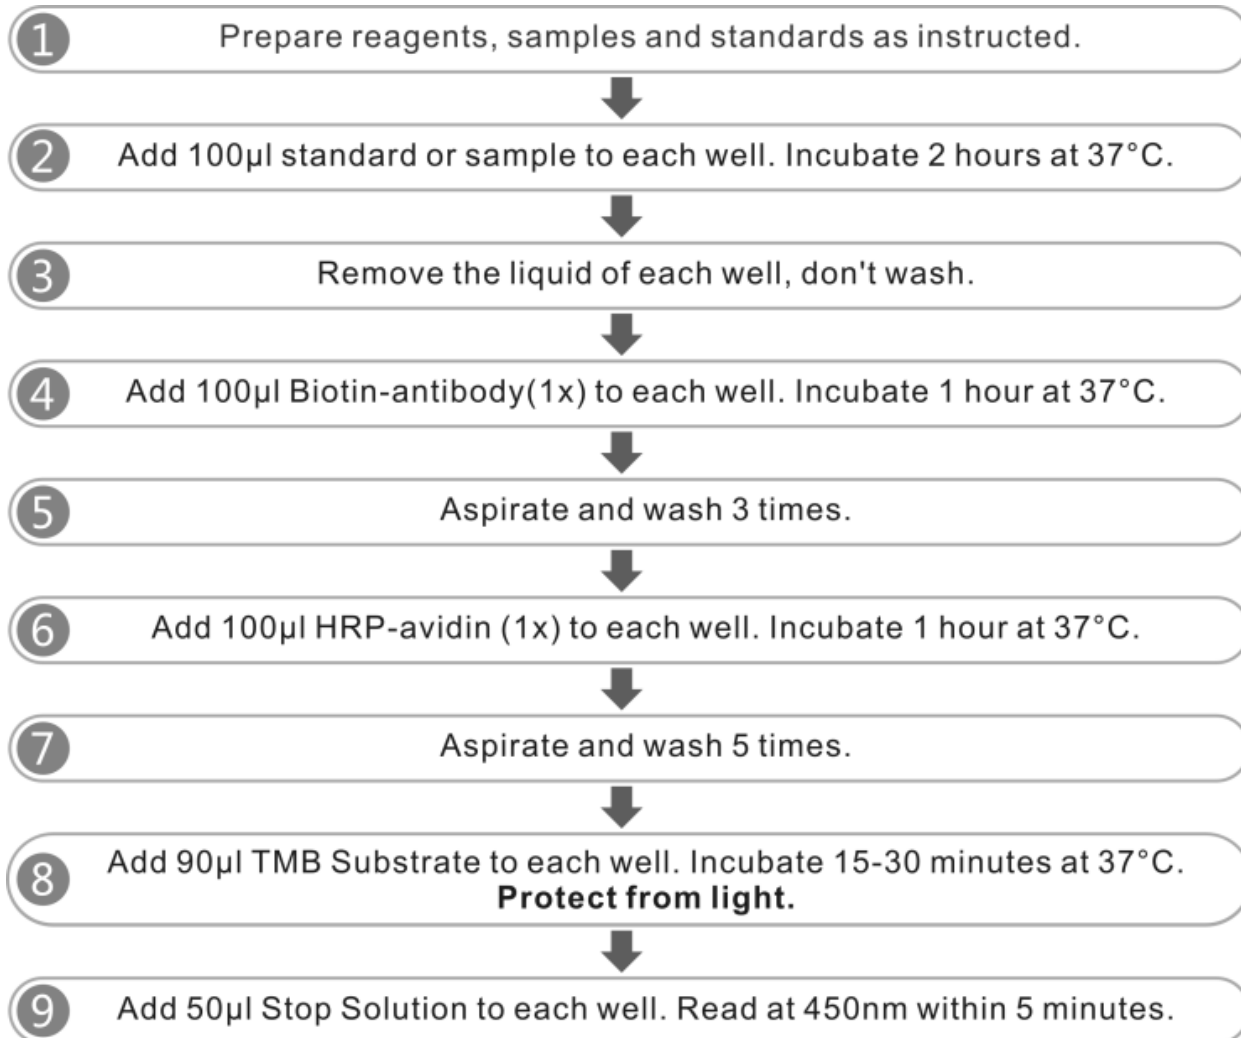 1 Prepare reagents, samples and standards as instructed.
2 Add 100µl standard or sample to each well. Incubate 2 hours at 37°C.
3 Remove the liquid of each well, don't wash.
4 Add 100µl Biotin-antibody(1x) to each well. Incubate 1 hour at 37°C.
5 Aspirate and wash 3 times.
6 Add 100µl HRP-avidin (1x) to each well. Incubate 1 hour at 37°C.
7 Aspirate and wash 5 times.
8 Add 90µl TMB Substrate to each well. Incubate 15-30 minutes at 37°C.
Protect from light.
9 Add 50µl Stop Solution to each well. Read at 450nm within 5 minutes.